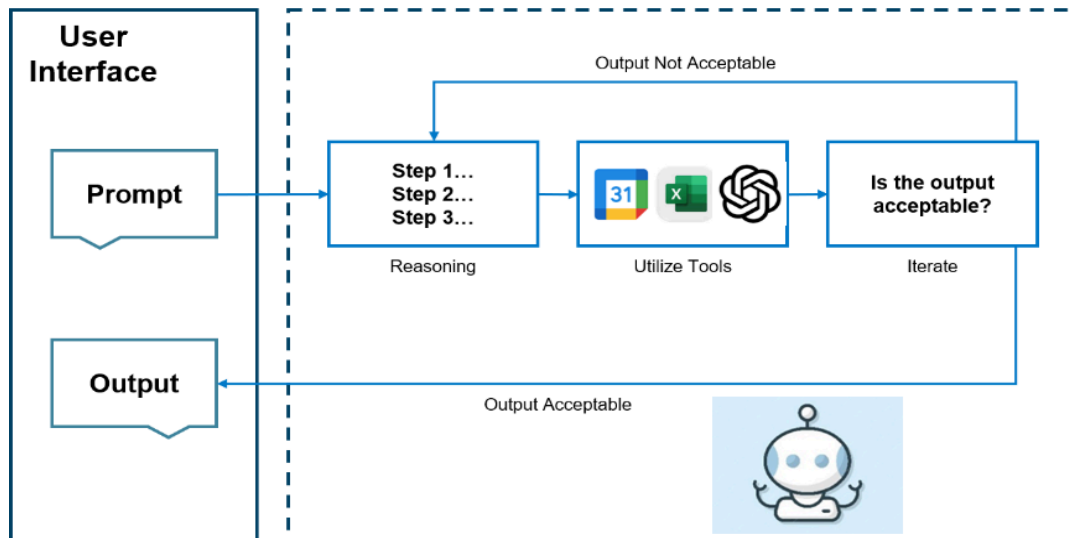 User
Interface
Output Not Acceptable
Prompt
Step 1…
Step 2…
Step 3…
31
X
Is the output
acceptable?
Reasoning
Utilize Tools
Iterate
Output
Output Acceptable